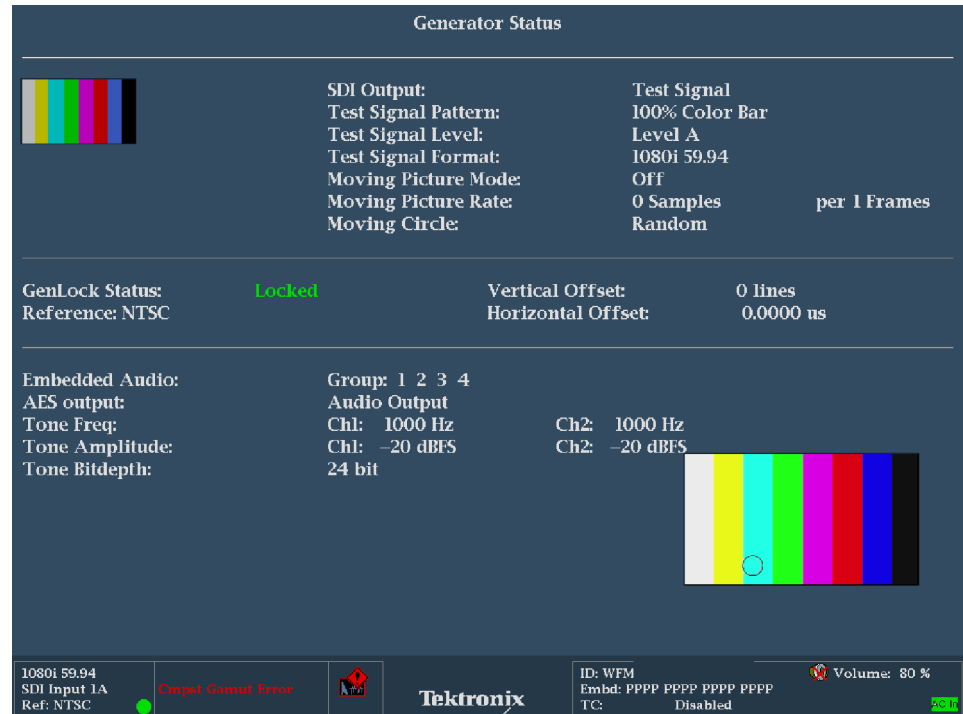 Generator Status
SDI Output: Test Signal
Test Signal Pattern: 100% Color Bar
Test Signal Level: Level A
Test Signal Format: 1080i 59.94
Moving Picture Mode: Off
Moving Picture Rate: 0 Samples per 1 Frames
Moving Circle: Random
GenLock Status: Locked Vertical Offset: 0 lines
Reference: NTSC Horizontal Offset: 0.0000 us
Embedded Audio: Group: 1 2 3 4
AES output: Audio Output
Tone Freq: Ch1: 1000 Hz Ch2: 1000 Hz
Tone Amplitude: Ch1: −20 dBFS Ch2: −20 dBFS
Tone Bitdepth: 24 bit
1080i 59.94
SDI Input 1A
Ref: NTSC
Cmpst Gamut Error
Tektronix
ID: WFM
Embd: PPPP PPPP PPPP PPPP
TC: Disabled
Volume: 80 %
AC In